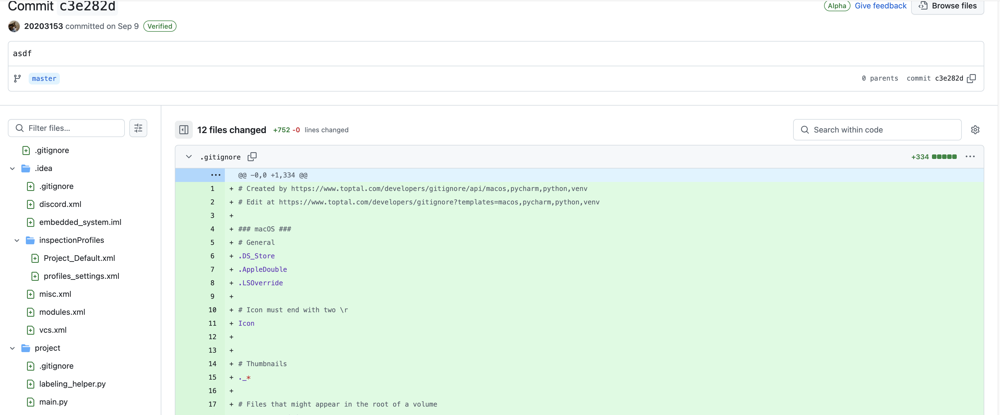 Commit c3e282d
Alpha Give feedback Browse files
20203153 committed on Sep 9 Verified
asdf
master
0 parents commit c3e282d
Filter files...
.gitignore
.idea
.gitignore
discord.xml
embedded_system.iml
inspectionProfiles
Project_Default.xml
profiles_settings.xml
misc.xml
modules.xml
vcs.xml
project
.gitignore
labeling_helper.py
main.py
12 files changed +752 -0 lines changed
Search within code
.gitignore
+334
@@ -0,0 +1,334 @@
1 + # Created by https://www.toptal.com/developers/gitignore/api/macos,pycharm,python,venv
2 + # Edit at https://www.toptal.com/developers/gitignore?templates=macos,pycharm,python,venv
3 +
4 + ### macOS ###
5 + # General
6 + .DS_Store
7 + .AppleDouble
8 + .LSOverride
9 +
10 + # Icon must end with two \r
11 + Icon
12 +
13 +
14 + # Thumbnails
15 + ._*
16 +
17 + # Files that might appear in the root of a volume